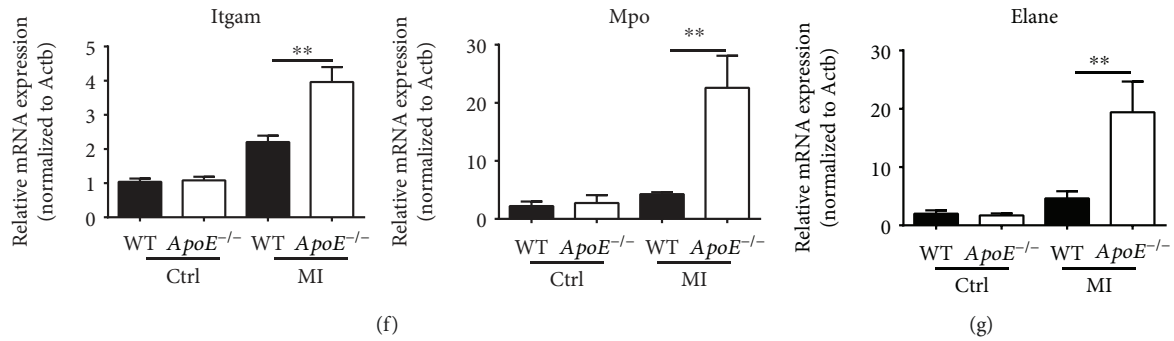 Itgam
Relative mRNA expression
(normalized to Actb)
5
4
3
2
1
0
**
WT ApoE−/− WT ApoE−/−
Ctrl MI
Mpo
Relative mRNA expression
(normalized to Actb)
30
20
10
0
**
WT ApoE−/− WT ApoE−/−
Ctrl MI
(f)
Elane
Relative mRNA expression
(normalized to Actb)
30
20
10
0
**
WT ApoE−/− WT ApoE−/−
Ctrl MI
(g)